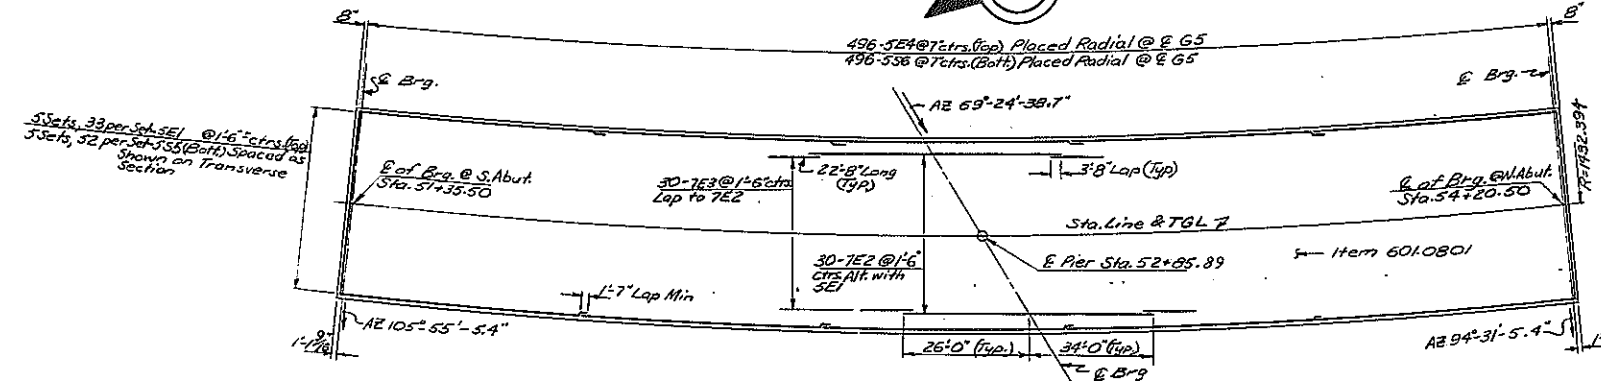 8"
8"
496-5E4@7"ctrs.(Top) Placed Radial @ ℄ G5
496-5S6 @7"ctrs.(Bott) Placed Radial @ ℄ G5
℄ Brg.
℄ Brg.
AZ 69°-24'-38.7"
5 Sets, 33 per Set-5E1 @1'-6" ctrs.(Top)
5 Sets, 52 per Set-5S5(Bott) Spaced as
Shown on Transverse
Section
℄ of Brg. @ S. Abut.
Sta. 51+35.50
30-7E3@1'-6"ctrs
Lap to 7E2
22'-8" Long
(Typ)
3'-8" Lap (Typ)
℄ of Brg. @N.Abut.
Sta. 54+20.50
R=1432.394
Sta. Line & TGL 7
30-7E2 @1'-6"
Ctrs Alt. with
5E1
℄ Pier Sta. 52+85.89
Item 601.0801
1'-7" Lap Min
AZ 105°-55'-5.4"
26'-0" (Typ.)
34'-0" (Typ.)
AZ 94°-31'-5.4"
℄ Brg